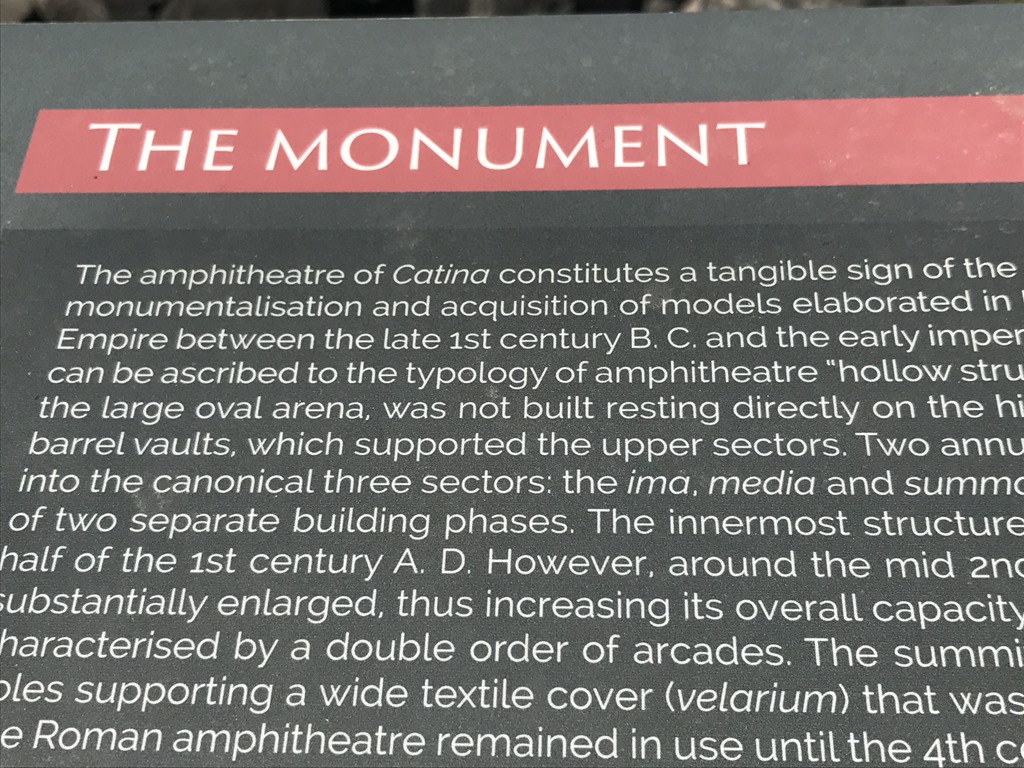 THE MONUMENT
The amphitheatre of Catina constitutes a tangible sign of the
monumentalisation and acquisition of models elaborated in
Empire between the late 1st century B. C. and the early imper
can be ascribed to the typology of amphitheatre "hollow stru
the large oval arena, was not built resting directly on the hi
barrel vaults, which supported the upper sectors. Two annu
into the canonical three sectors: the ima, media and summa
of two separate building phases. The innermost structure
half of the 1st century A. D. However, around the mid 2nd
substantially enlarged, thus increasing its overall capacity
haracterised by a double order of arcades. The summi
oles supporting a wide textile cover (velarium) that was
e Roman amphitheatre remained in use until the 4th c